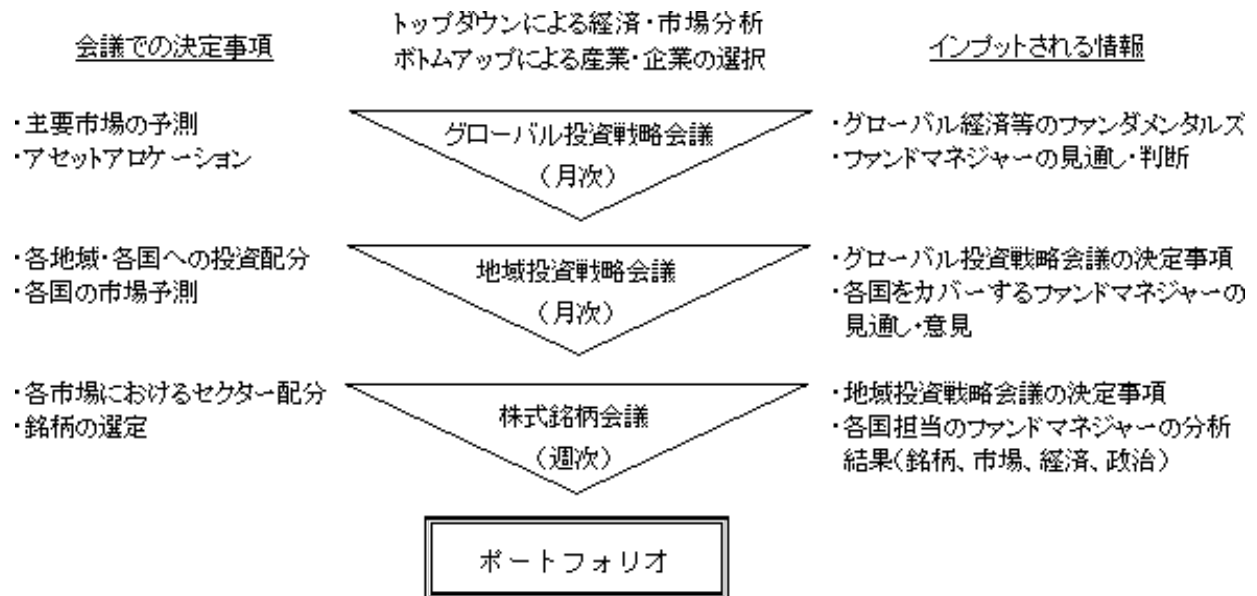 会議での決定事項
トップダウンによる経済・市場分析
ボトムアップによる産業・企業の選択
インプットされる情報
・主要市場の予測
・アセットアロケーション
グローバル投資戦略会議
(月次)
・グローバル経済等のファンダメンタルズ
・ファンドマネジャーの見通し・判断
・各地域・各国への投資配分
・各国の市場予測
地域投資戦略会議
(月次)
・グローバル投資戦略会議の決定事項
・各国をカバーするファンドマネジャーの
見通し・意見
・各市場におけるセクター配分
・銘柄の選定
株式銘柄会議
(週次)
・地域投資戦略会議の決定事項
・各国担当のファンドマネジャーの分析
結果(銘柄、市場、経済、政治)
ポートフォリオ